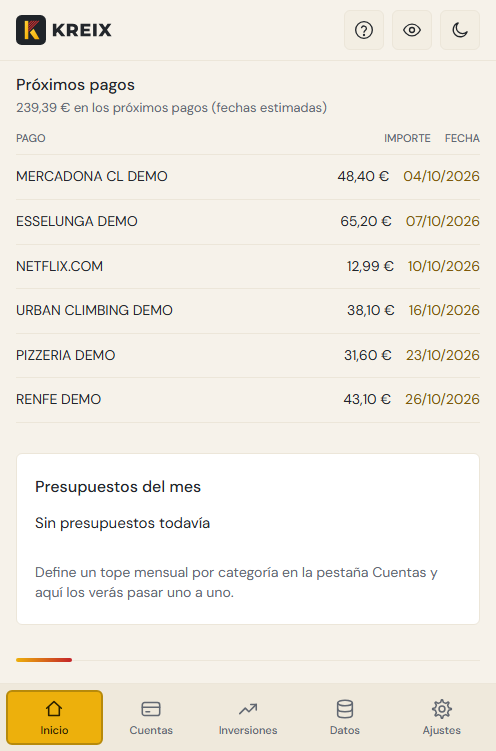 KREIX
Próximos pagos
239,39 € en los próximos pagos (fechas estimadas)
PAGO IMPORTE FECHA
MERCADONA CL DEMO 48,40 € 04/10/2026
ESSELUNGA DEMO 65,20 € 07/10/2026
NETFLIX.COM 12,99 € 10/10/2026
URBAN CLIMBING DEMO 38,10 € 16/10/2026
PIZZERIA DEMO 31,60 € 23/10/2026
RENFE DEMO 43,10 € 26/10/2026
Presupuestos del mes
Sin presupuestos todavía
Define un tope mensual por categoría en la pestaña Cuentas y
aquí los verás pasar uno a uno.
Inicio Cuentas Inversiones Datos Ajustes